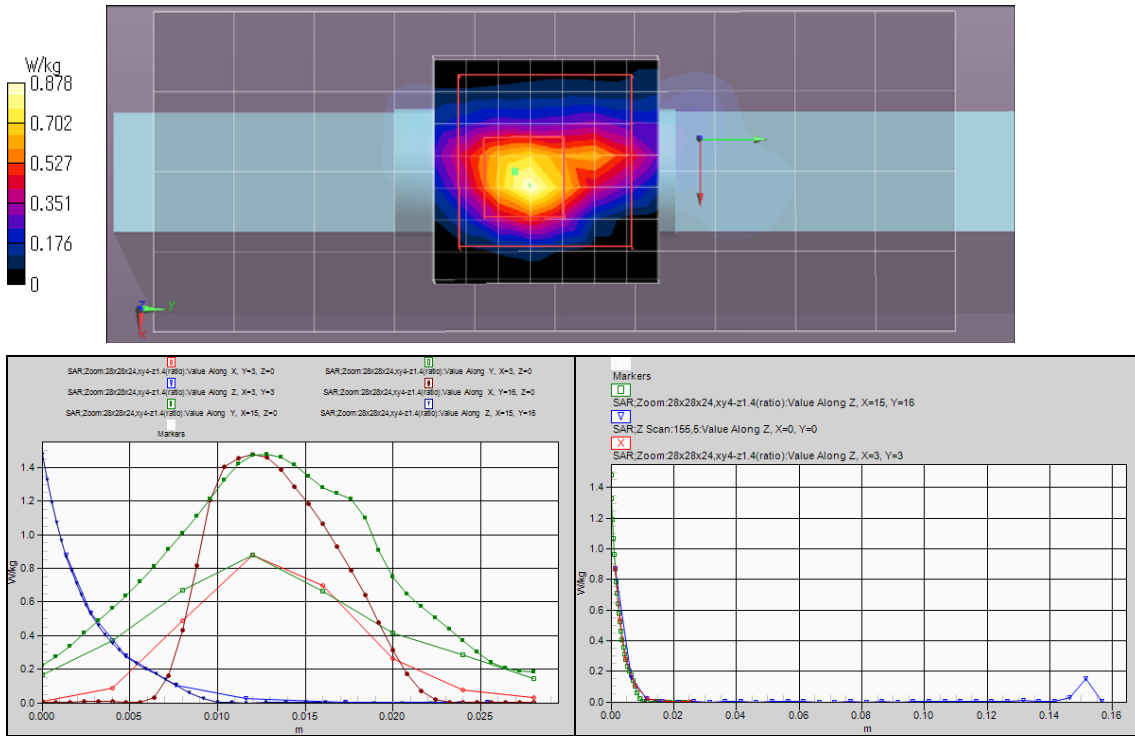 W/kg
0.878
0.702
0.527
0.351
0.176
0
z
y
x
SAR;Zoom:28x28x24,xy4-z1.4(ratio):Value Along X, Y=3, Z=0
SAR;Zoom:28x28x24,xy4-z1.4(ratio):Value Along Y, X=3, Z=0
SAR;Zoom:28x28x24,xy4-z1.4(ratio):Value Along Z, X=3, Y=3
SAR;Zoom:28x28x24,xy4-z1.4(ratio):Value Along X, Y=16, Z=0
SAR;Zoom:28x28x24,xy4-z1.4(ratio):Value Along Y, X=15, Z=0
SAR;Zoom:28x28x24,xy4-z1.4(ratio):Value Along Z, X=15, Y=16
Markers
1.4
1.2
1.0
0.8
0.6
0.4
0.2
0.0
W/kg
0.000 0.005 0.010 0.015 0.020 0.025
m
Markers
SAR;Zoom:28x28x24,xy4-z1.4(ratio):Value Along Z, X=15, Y=16
SAR;Z Scan:155,5:Value Along Z, X=0, Y=0
SAR;Zoom:28x28x24,xy4-z1.4(ratio):Value Along Z, X=3, Y=3
1.4
1.2
1.0
0.8
0.6
0.4
0.2
0.0
W/kg
0.00 0.02 0.04 0.06 0.08 0.10 0.12 0.14 0.16
m